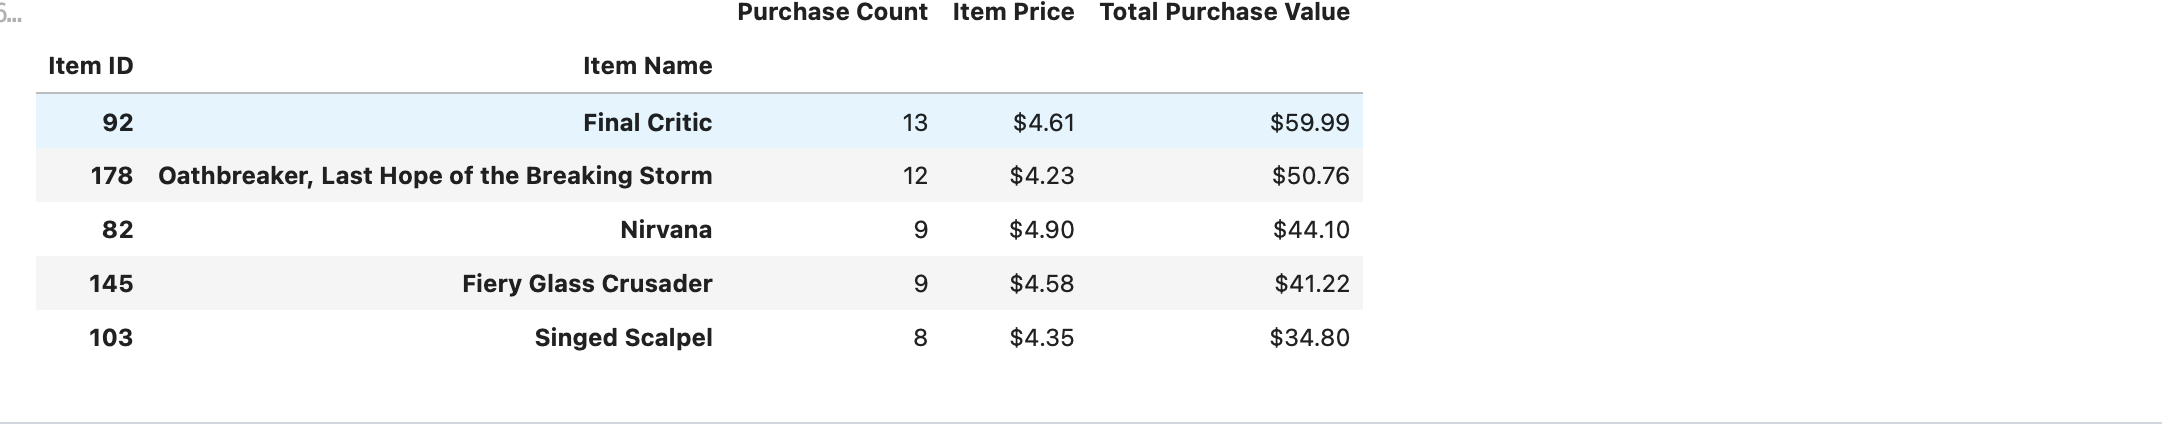 Purchase Count Item Price Total Purchase Value
Item ID Item Name
92 Final Critic 13 $4.61 $59.99
178 Oathbreaker, Last Hope of the Breaking Storm 12 $4.23 $50.76
82 Nirvana 9 $4.90 $44.10
145 Fiery Glass Crusader 9 $4.58 $41.22
103 Singed Scalpel 8 $4.35 $34.80